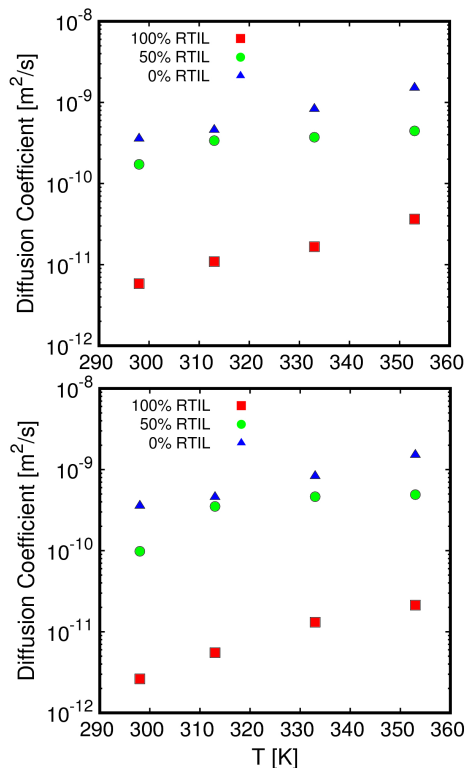 10^-8
100% RTIL
50% RTIL
0% RTIL
10^-9
10^-10
10^-11
10^-12
Diffusion Coefficient [m^2/s]
290 300 310 320 330 340 350 360
10^-8
100% RTIL
50% RTIL
0% RTIL
10^-9
10^-10
10^-11
10^-12
Diffusion Coefficient [m^2/s]
290 300 310 320 330 340 350 360
T [K]